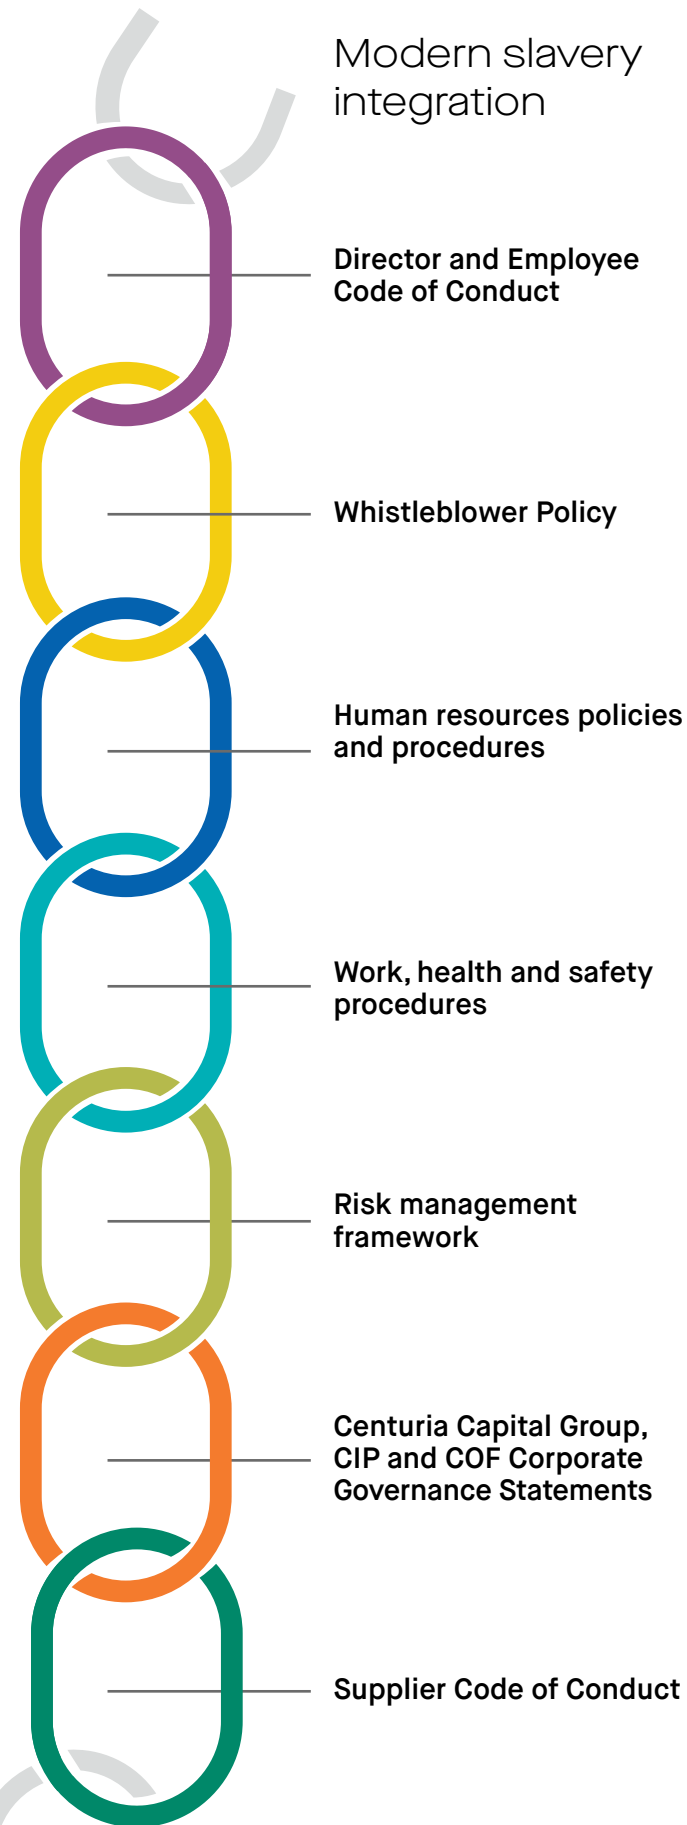 Modern slavery
integration
Director and Employee
Code of Conduct
Whistleblower Policy
Human resources policies
and procedures
Work, health and safety
procedures
Risk management
framework
Centuria Capital Group,
CIP and COF Corporate
Governance Statements
Supplier Code of Conduct